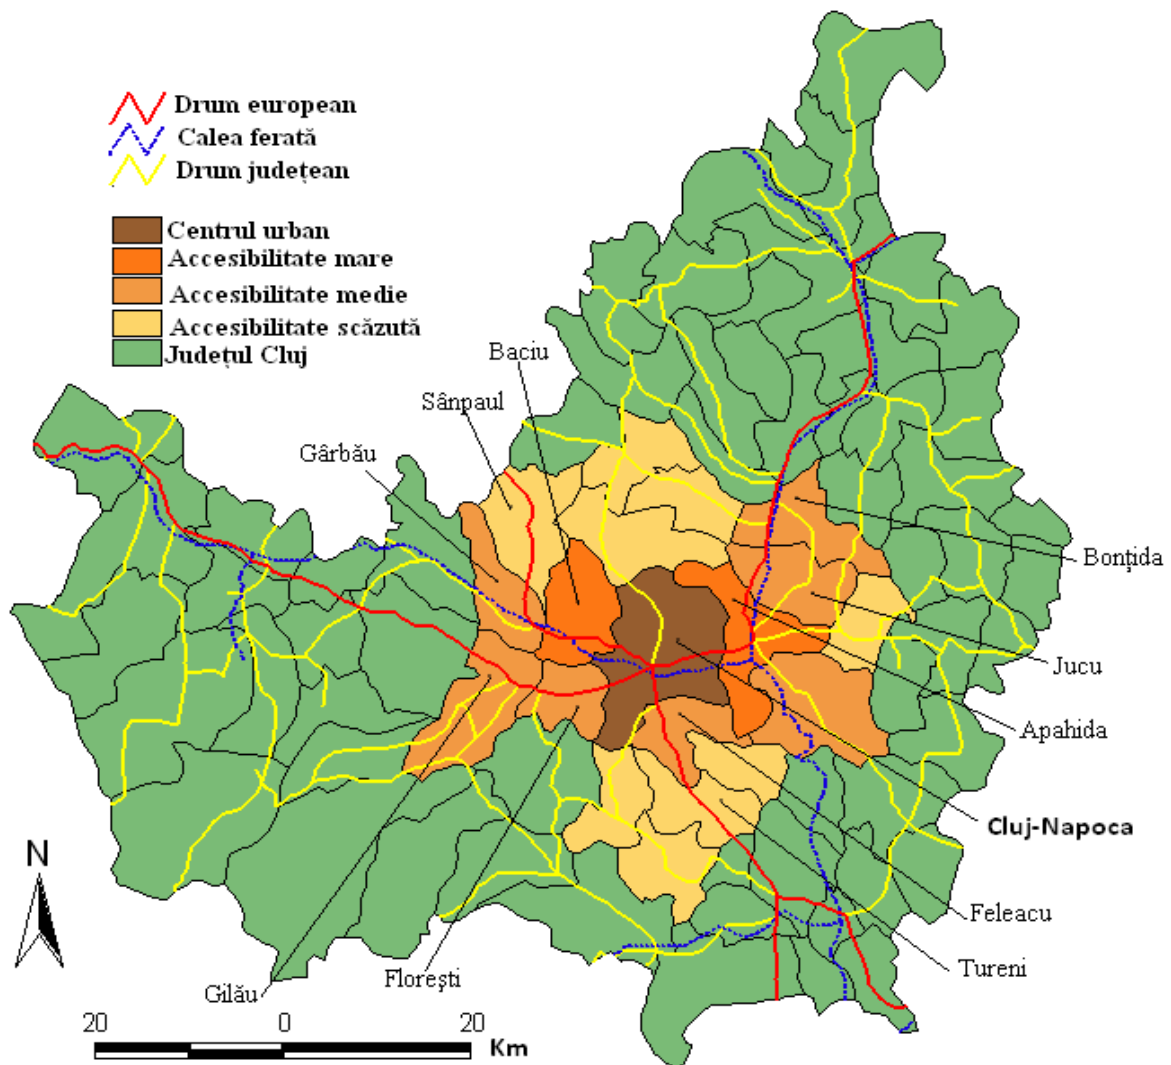 Drum european
Calea ferată
Drum județean
Centrul urban
Accesibilitate mare
Accesibilitate medie
Accesibilitate scăzută
Județul Cluj
Baciu
Sânpaul
Gârbău
Bonțida
Jucu
Apahida
Cluj-Napoca
Feleacu
Tureni
Florești
Gilău
N
20 0 20
Km